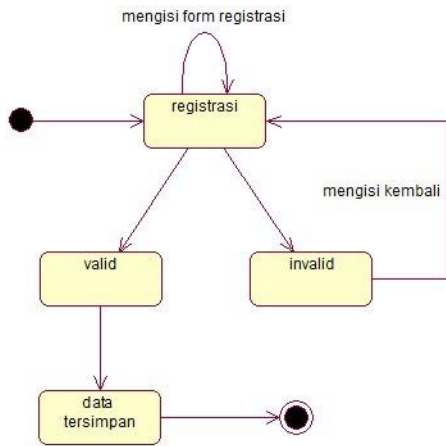 mengisi form registrasi
registrasi
mengisi kembali
valid
invalid
data
tersimpan